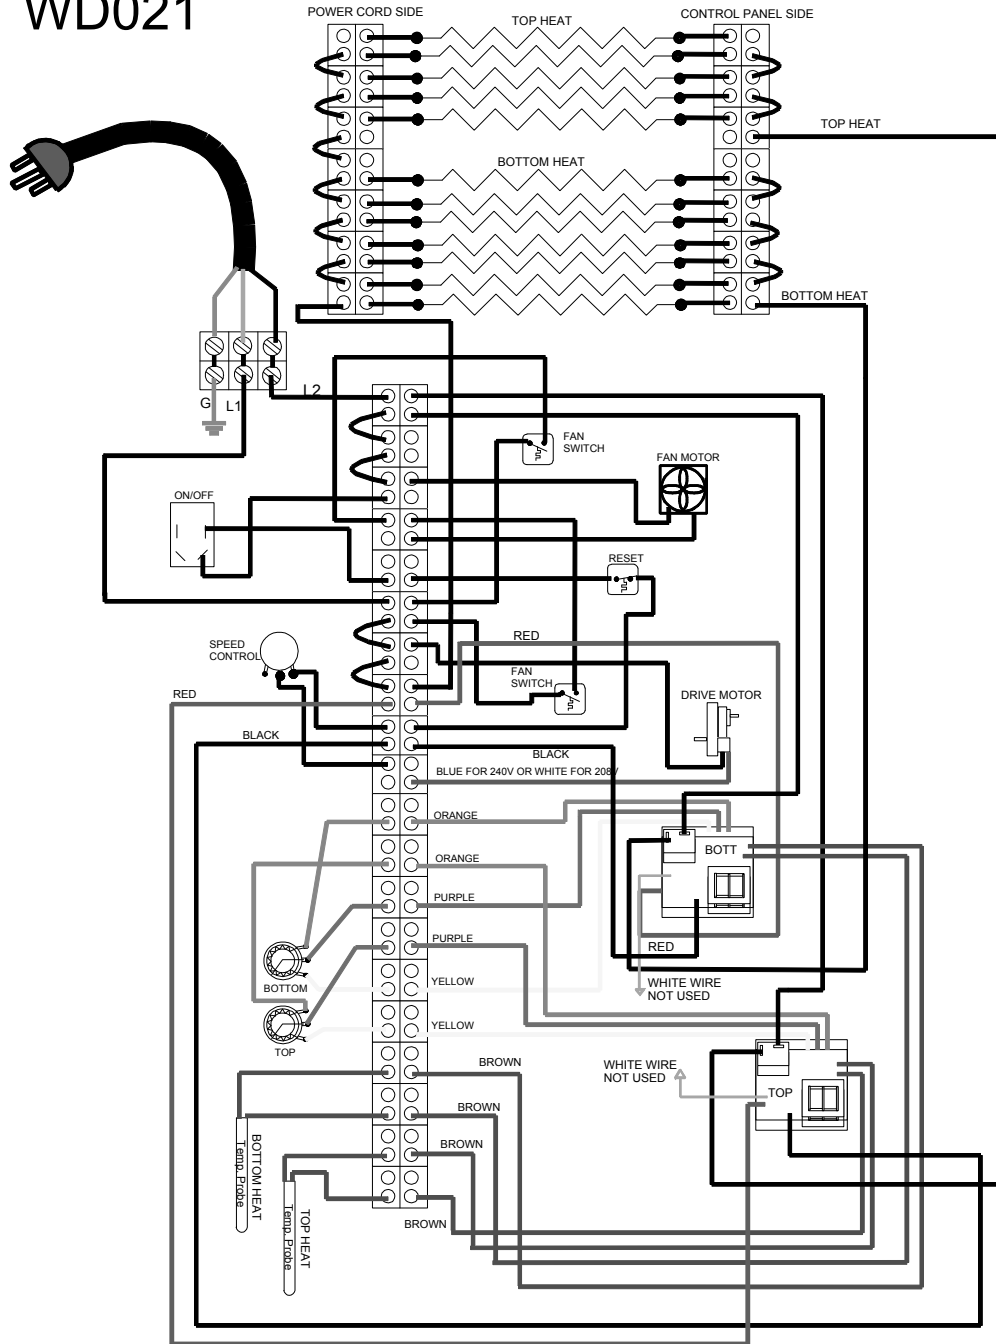 WD021
POWER CORD SIDE
TOP HEAT
CONTROL PANEL SIDE
TOP HEAT
BOTTOM HEAT
BOTTOM HEAT
L2
G
L1
FAN
SWITCH
FAN MOTOR
ON/OFF
RESET
RED
SPEED
CONTROL
FAN
SWITCH
RED
DRIVE MOTOR
BLACK
BLACK
BLUE FOR 240V OR WHITE FOR 208V
ORANGE
BOTT
ORANGE
PURPLE
PURPLE
RED
BOTTOM
YELLOW
WHITE WIRE
NOT USED
YELLOW
TOP
BROWN
WHITE WIRE
NOT USED
TOP
BROWN
BROWN
BOTTOM HEAT
Temp. Probe
TOP HEAT
Temp. Probe
BROWN